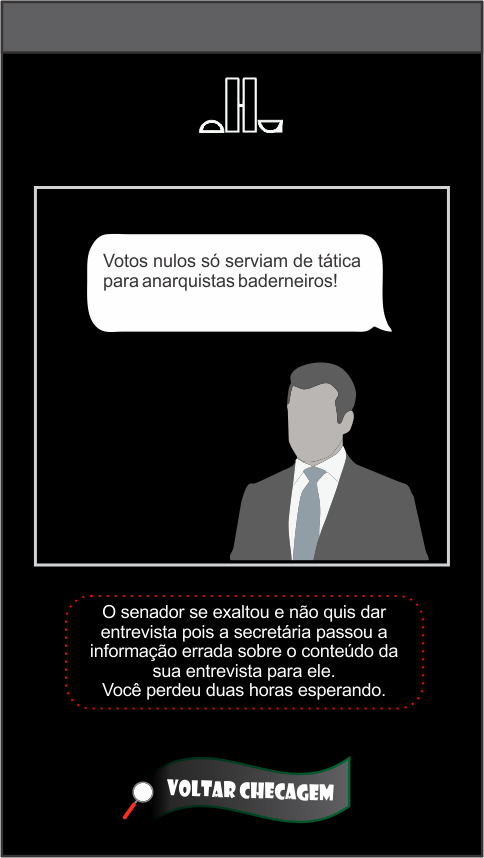 Votos nulos só serviam de tática
para anarquistas baderneiros!
O senador se exaltou e não quis dar
entrevista pois a secretária passou a
informação errada sobre o conteúdo da
sua entrevista para ele.
Você perdeu duas horas esperando.
VOLTAR CHECAGEM